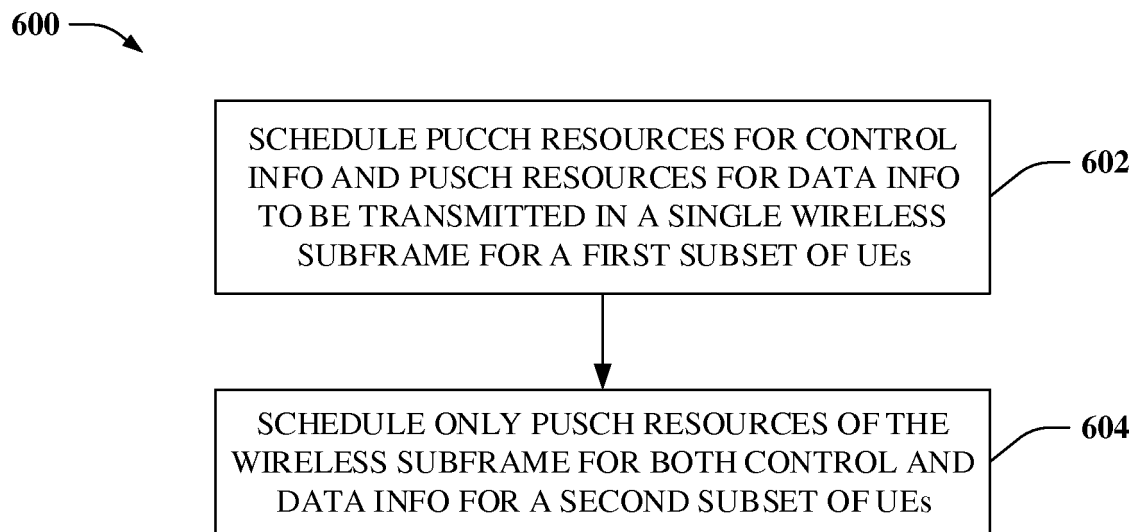 600
SCHEDULE PUCCH RESOURCES FOR CONTROL
INFO AND PUSCH RESOURCES FOR DATA INFO
TO BE TRANSMITTED IN A SINGLE WIRELESS
SUBFRAME FOR A FIRST SUBSET OF UEs
602
SCHEDULE ONLY PUSCH RESOURCES OF THE
WIRELESS SUBFRAME FOR BOTH CONTROL AND
DATA INFO FOR A SECOND SUBSET OF UEs
604